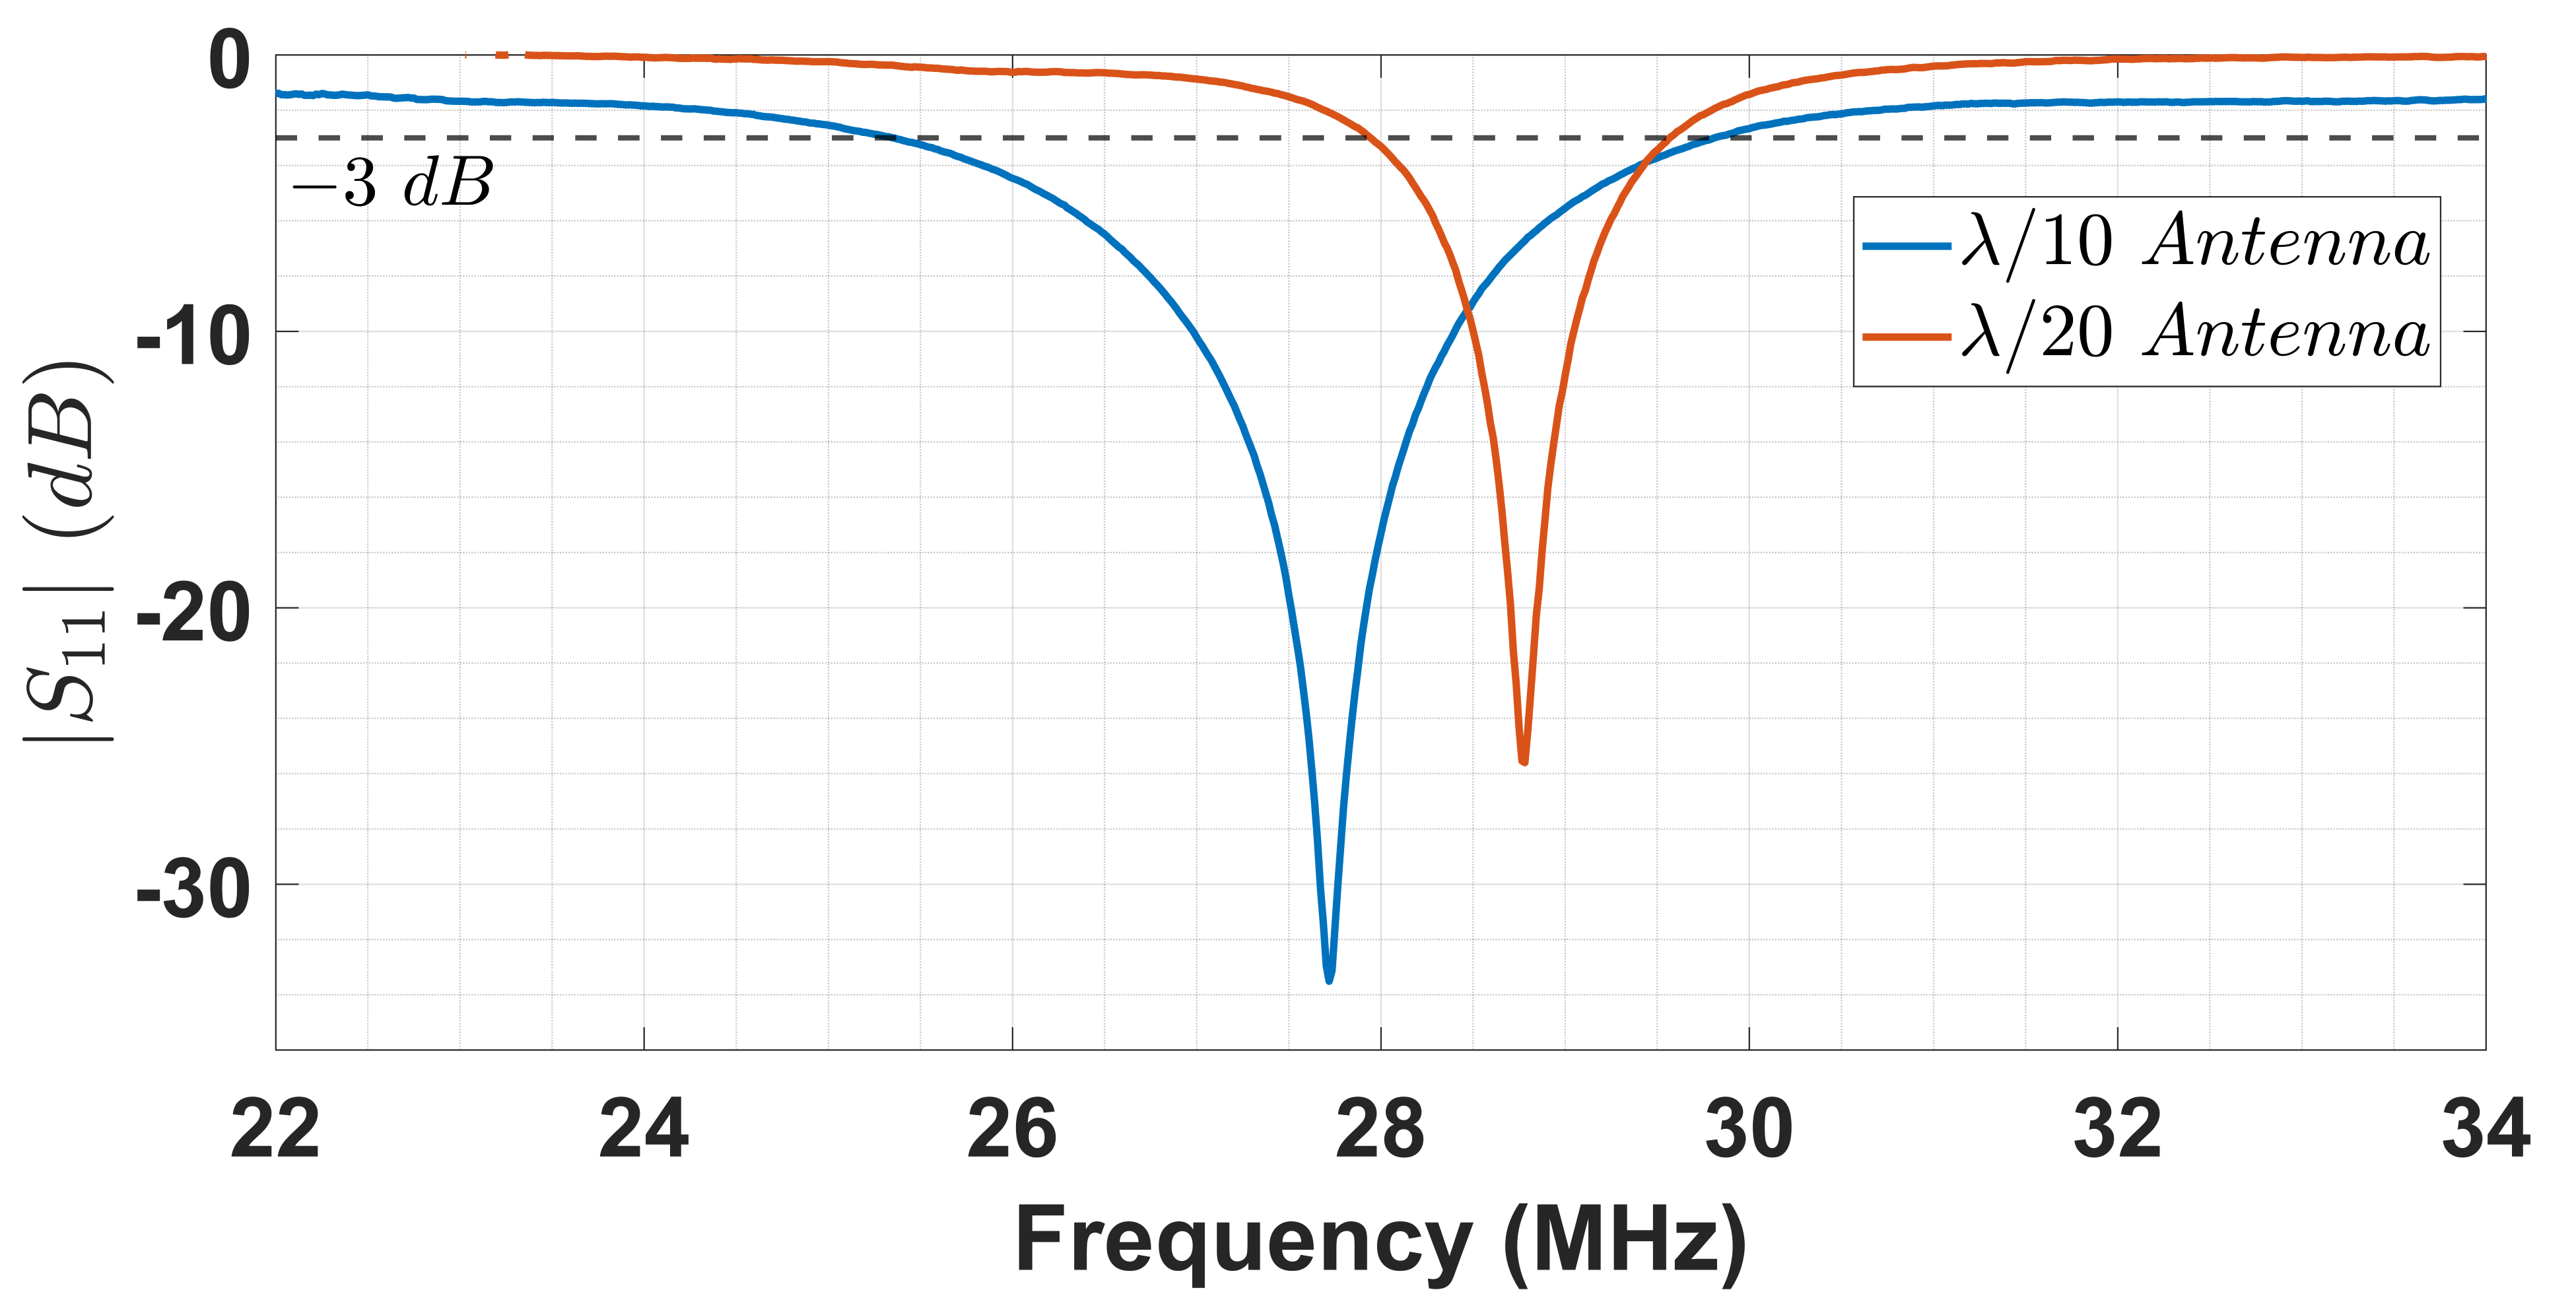 0
-10
-20
-30
|S₁₁| (dB)
−3 dB
λ/10 Antenna
λ/20 Antenna
22 24 26 28 30 32 34
Frequency (MHz)